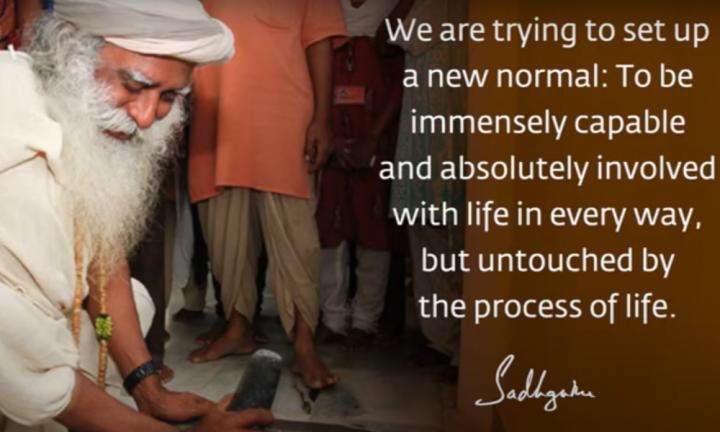 We are trying to set up
a new normal: To be
immensely capable
and absolutely involved
with life in every way,
but untouched by
the process of life.
Sadhguru